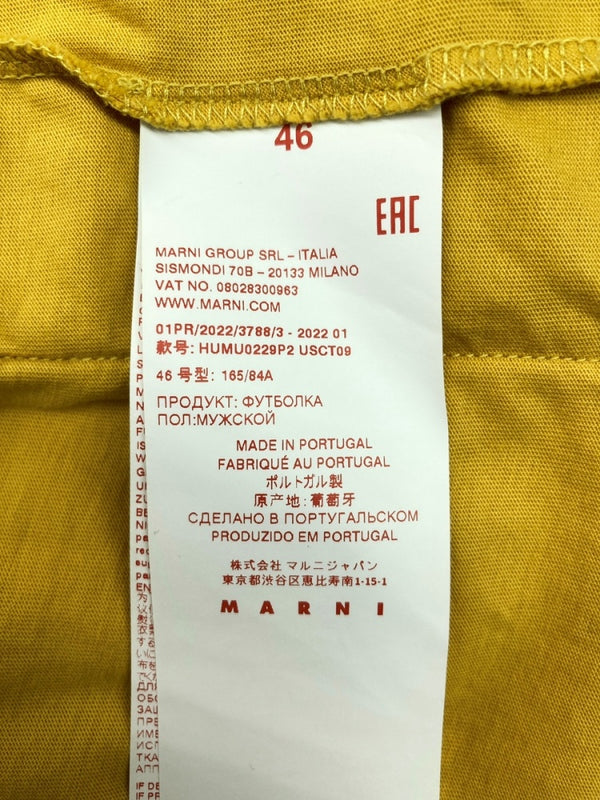 46
EAC
MARNI GROUP SRL – ITALIA
SISMONDI 70B – 20133 MILANO
VAT NO. 08028300963
WWW.MARNI.COM
01PR/2022/3788/3 - 2022 01
款号: HUMU0229P2 USCT09
46 号型: 165/84A
ПРОДУКТ: ФУТБОЛКА
ПОЛ:МУЖСКОЙ
MADE IN PORTUGAL
FABRIQUÉ AU PORTUGAL
ポルトガル製
原产地: 葡萄牙
СДЕЛАНО В ПОРТУГАЛЬСКОМ
PRODUZIDO EM PORTUGAL
株式会社 マルニジャパン
東京都渋谷区恵比寿南1-15-1
MARNI